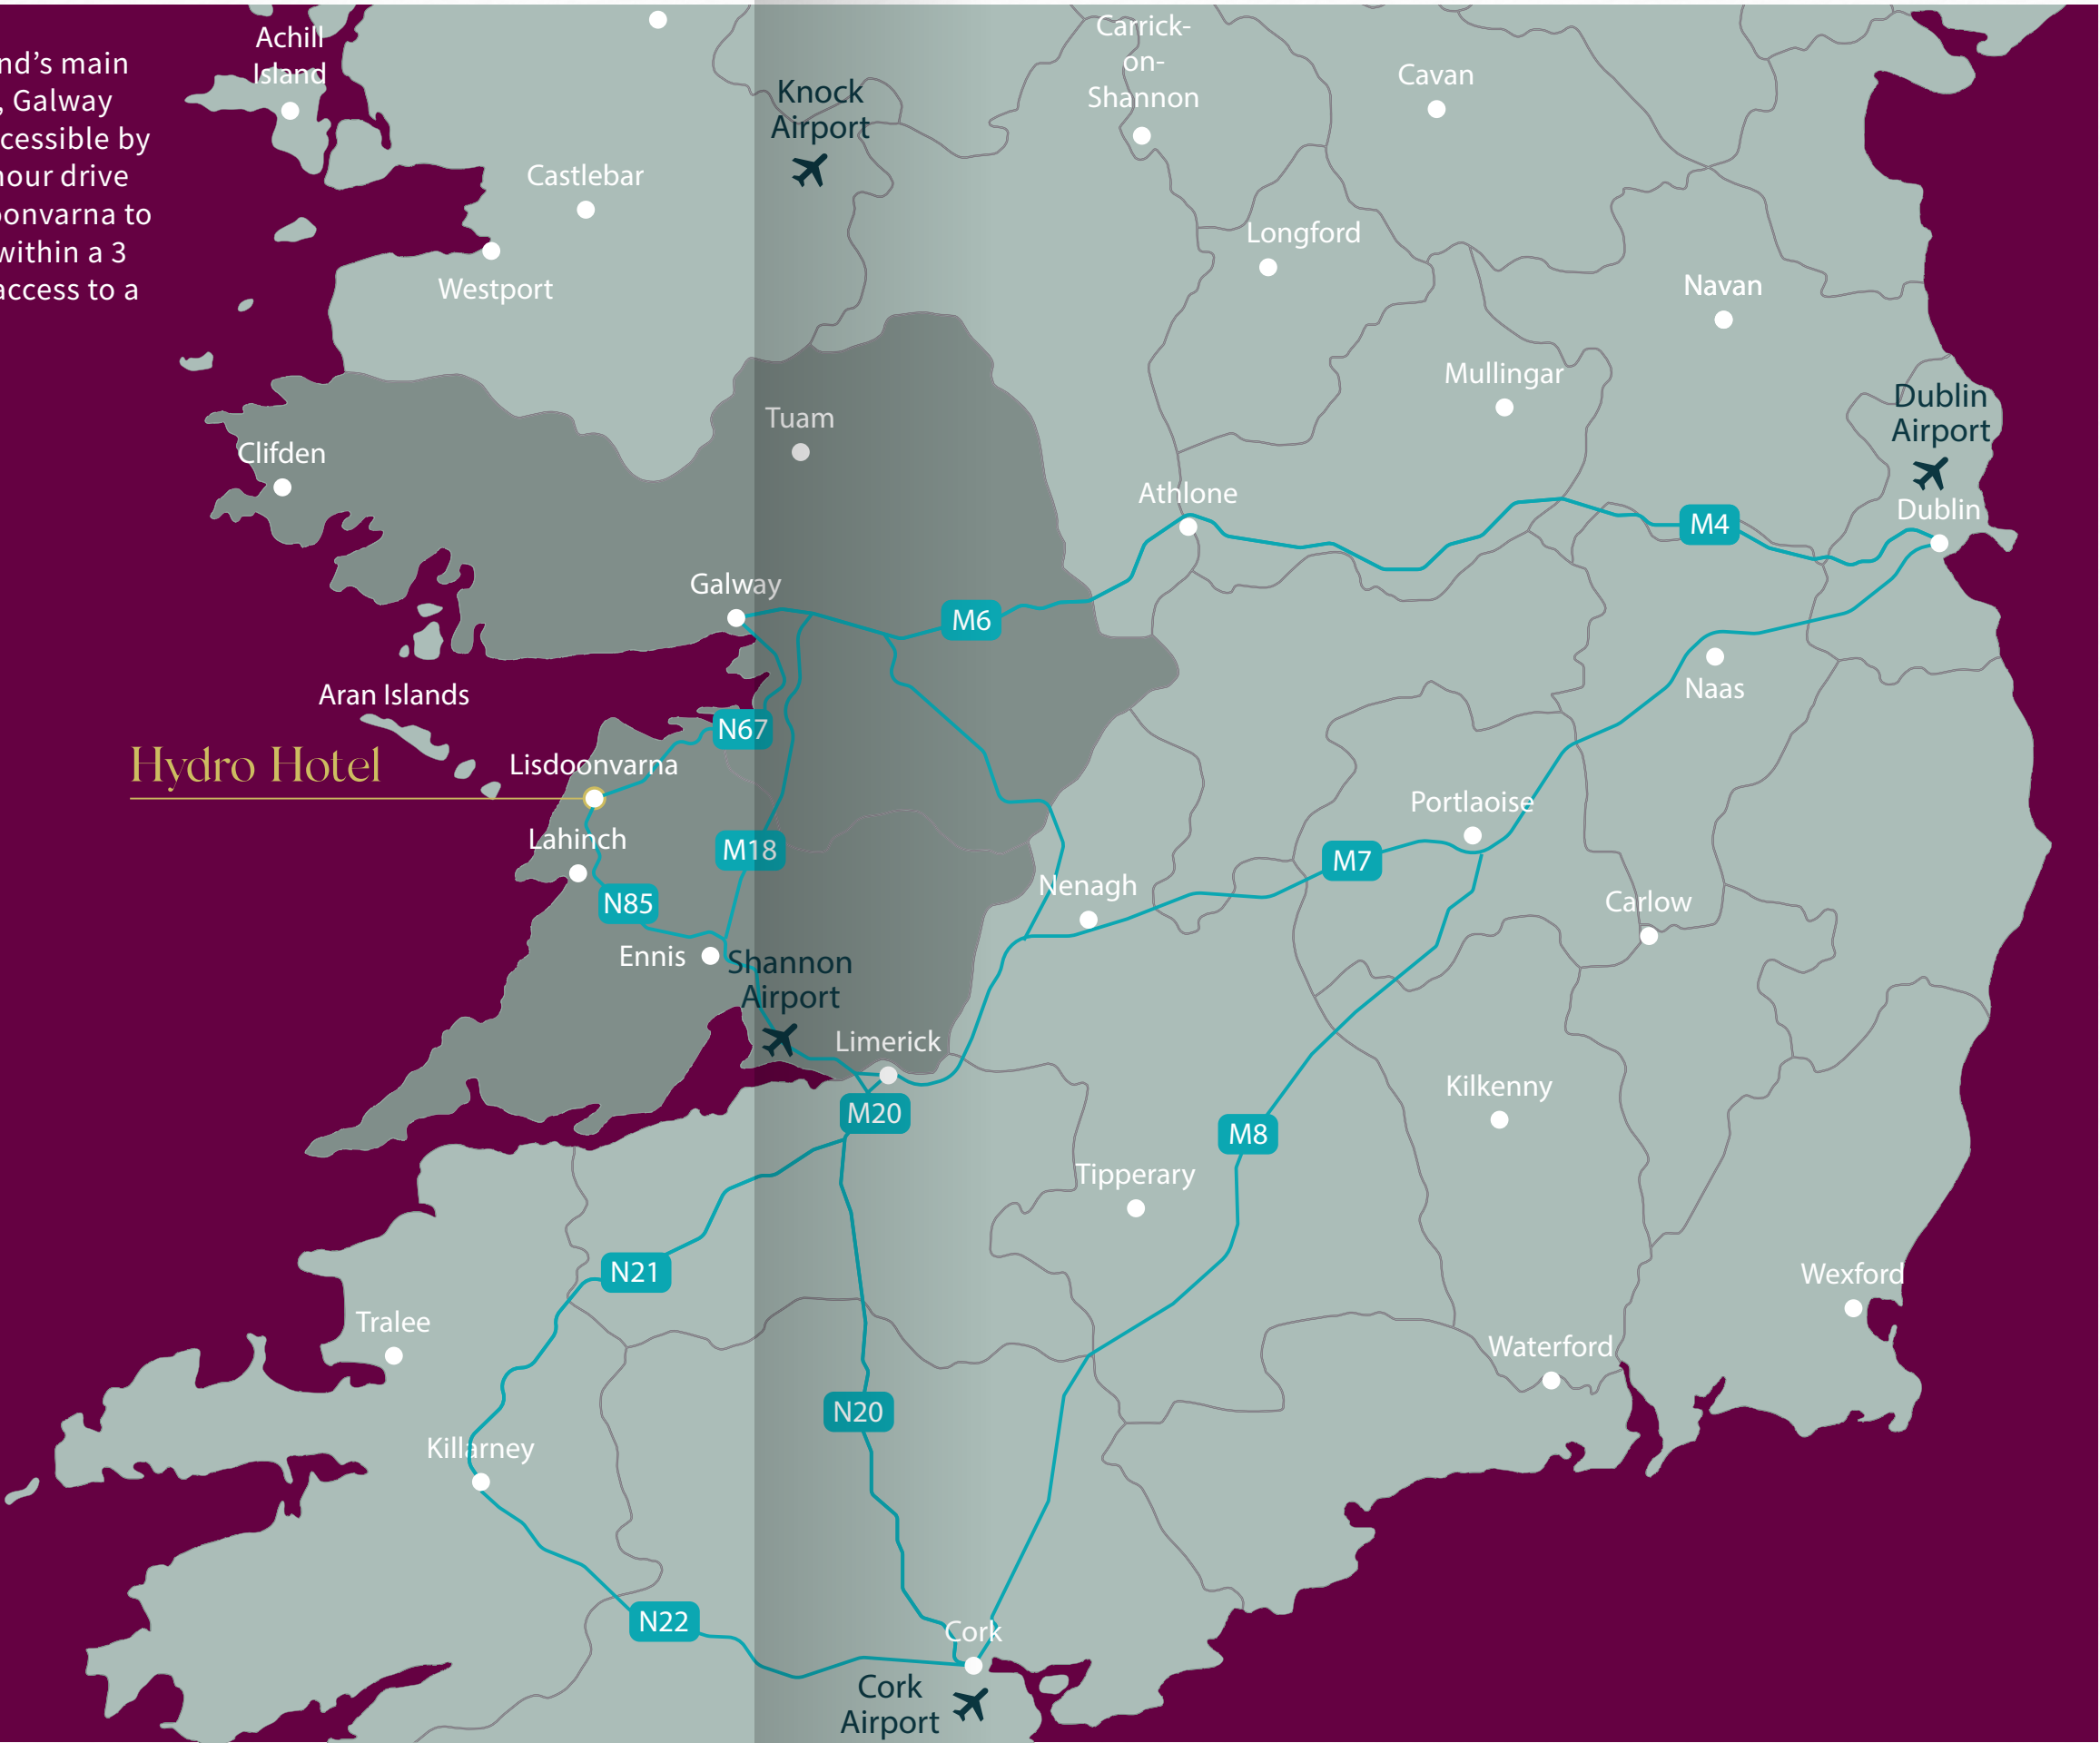 nd's main
, Galway
ccessible by
hour drive
oonvarna to
within a 3
access to a
Achill
Island
Carrick-
on-
Shannon
Cavan
Knock
Airport
Castlebar
Longford
Westport
Navan
Mullingar
Dublin
Airport
Tuam
Clifden
Athlone
Dublin
M4
Galway
M6
Naas
Aran Islands
N67
Hydro Hotel
Lisdoonvarna
Portlaoise
Lahinch
M18
M7
Nenagh
N85
Carlow
Ennis
Shannon
Airport
Limerick
Kilkenny
M20
M8
Tipperary
N21
Wexford
Tralee
Waterford
N20
Killarney
N22
Cork
Cork
Airport